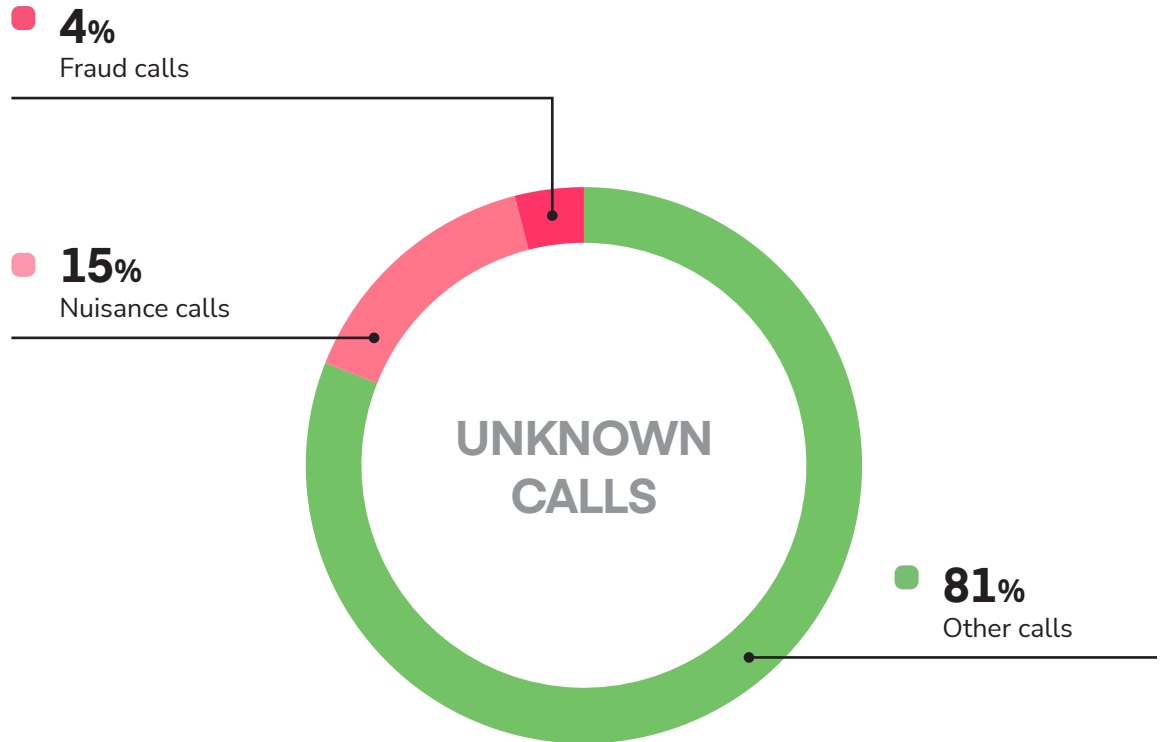 4%
Fraud calls
15%
Nuisance calls
UNKNOWN
CALLS
81%
Other calls